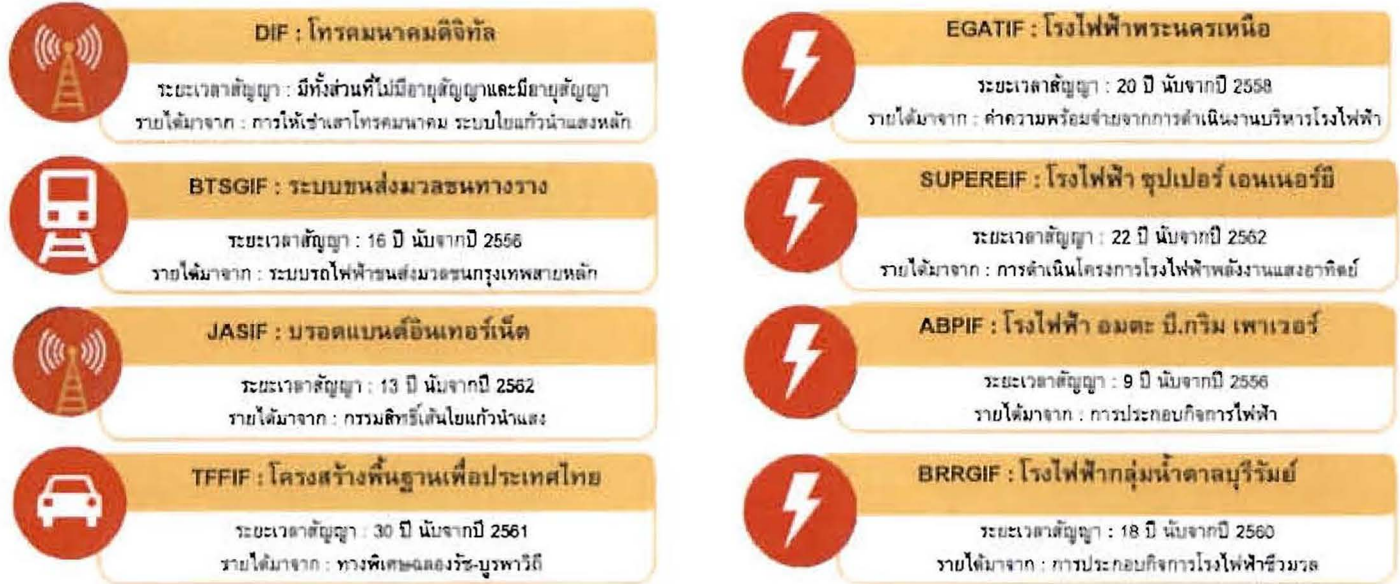 DIF : โทรคมนาคมดิจิทัล
ระยะเวลาสัญญา : มีทั้งส่วนที่ไม่มีอายุสัญญาและมีอายุสัญญา
รายได้มาจาก : การให้เช่าเสาโทรคมนาคม ระบบใยแก้วนำแสงหลัก
BTSGIF : ระบบขนส่งมวลชนทางราง
ระยะเวลาสัญญา : 16 ปี นับจากปี 2556
รายได้มาจาก : ระบบรถไฟฟ้าขนส่งมวลชนกรุงเทพสายหลัก
JASIF : บรอดแบนด์อินเทอร์เน็ต
ระยะเวลาสัญญา : 13 ปี นับจากปี 2562
รายได้มาจาก : กรรมสิทธิ์เส้นใยแก้วนำแสง
TFFIF : โครงสร้างพื้นฐานเพื่อประเทศไทย
ระยะเวลาสัญญา : 30 ปี นับจากปี 2561
รายได้มาจาก : ทางพิเศษฉลองรัช-บูรพาวิถี
EGATIF : โรงไฟฟ้าพระนครเหนือ
ระยะเวลาสัญญา : 20 ปี นับจากปี 2558
รายได้มาจาก : ค่าความพร้อมจ่ายจากการดำเนินงานบริหารโรงไฟฟ้า
SUPEREIF : โรงไฟฟ้า ซุปเปอร์ เอนเนอร์ยี
ระยะเวลาสัญญา : 22 ปี นับจากปี 2562
รายได้มาจาก : การดำเนินโครงการโรงไฟฟ้าพลังงานแสงอาทิตย์
ABPIF : โรงไฟฟ้า อมตะ บี.กริม เพาเวอร์
ระยะเวลาสัญญา : 9 ปี นับจากปี 2556
รายได้มาจาก : การประกอบกิจการไฟฟ้า
BRRGIF : โรงไฟฟ้ากลุ่มน้ำตาลบุรีรัมย์
ระยะเวลาสัญญา : 18 ปี นับจากปี 2560
รายได้มาจาก : การประกอบกิจการโรงไฟฟ้าชีวมวล